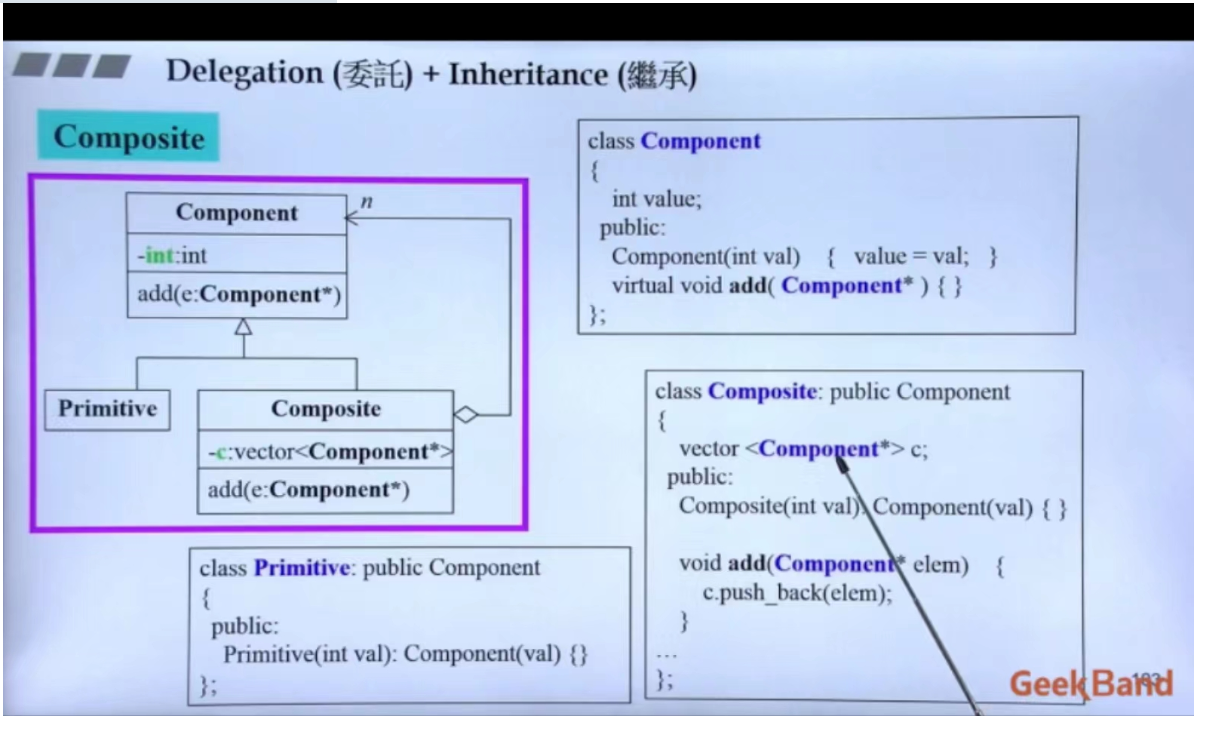 Delegation (委託) + Inheritance (繼承)
Composite
Component
n
-int:int
add(e:Component*)
Primitive
Composite
-c:vector<Component*>
add(e:Component*)
class Component
{
int value;
public:
Component(int val) { value = val; }
virtual void add( Component* ) { }
};
class Composite: public Component
{
vector <Component*> c;
public:
Composite(int val): Component(val) { }
void add(Component* elem) {
c.push_back(elem);
}
...
};
class Primitive: public Component
{
public:
Primitive(int val): Component(val) {}
};
GeekBand